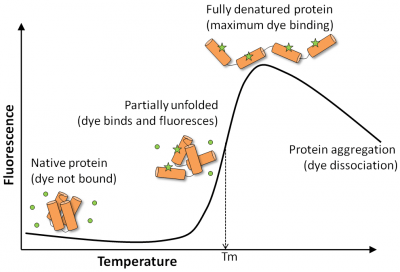 Fully denatured protein
(maximum dye binding)
Partially unfolded
(dye binds and fluoresces)
Native protein
(dye not bound)
Protein aggregation
(dye dissociation)
Fluorescence
Tm
Temperature